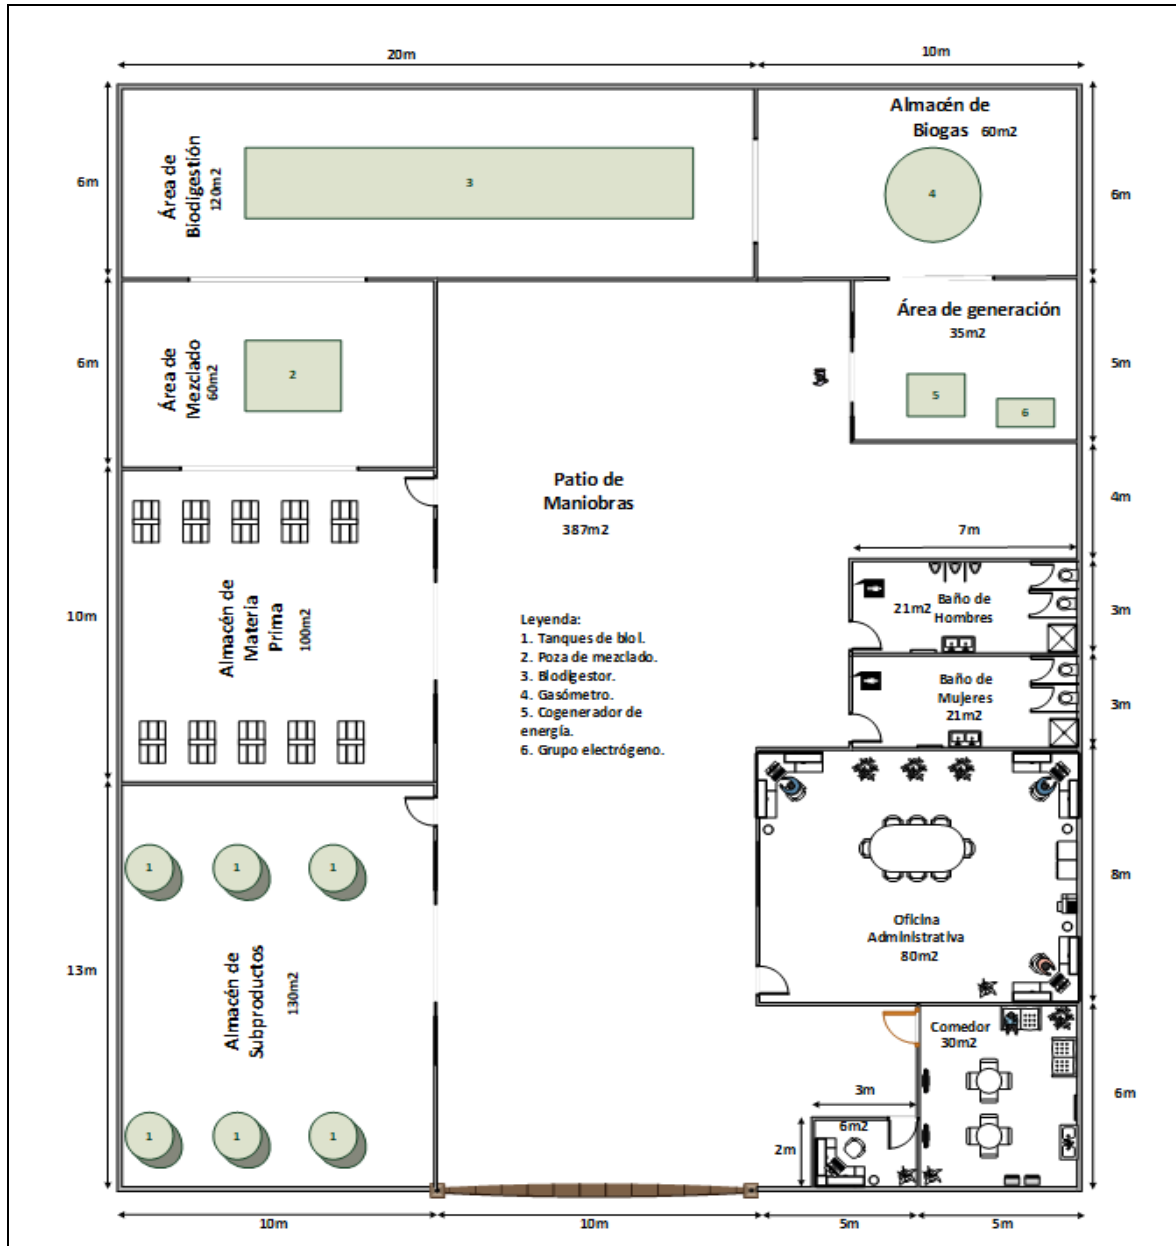 20m
10m
Almacén de
Biogas 60m2
Área de
Biodigestión
120m2
3
4
6m
6m
Área de generación
35m2
5
6
5m
Área de
Mezclado
60m2
2
6m
Patio de
Maniobras
387m2
4m
7m
Almacén de
Materia
Prima
100m2
10m
21m2
Baño de
Hombres
3m
Leyenda:
1. Tanques de biol.
2. Poza de mezclado.
3. Biodigestor.
4. Gasómetro.
5. Cogenerador de
energía.
6. Grupo electrógeno.
Baño de
Mujeres
21m2
3m
1
1
1
Oficina
Administrativa
80m2
8m
Almacén de
Subproductos
130m2
13m
Comedor
30m2
3m
6m
6m2
2m
1
1
1
10m
10m
5m
5m